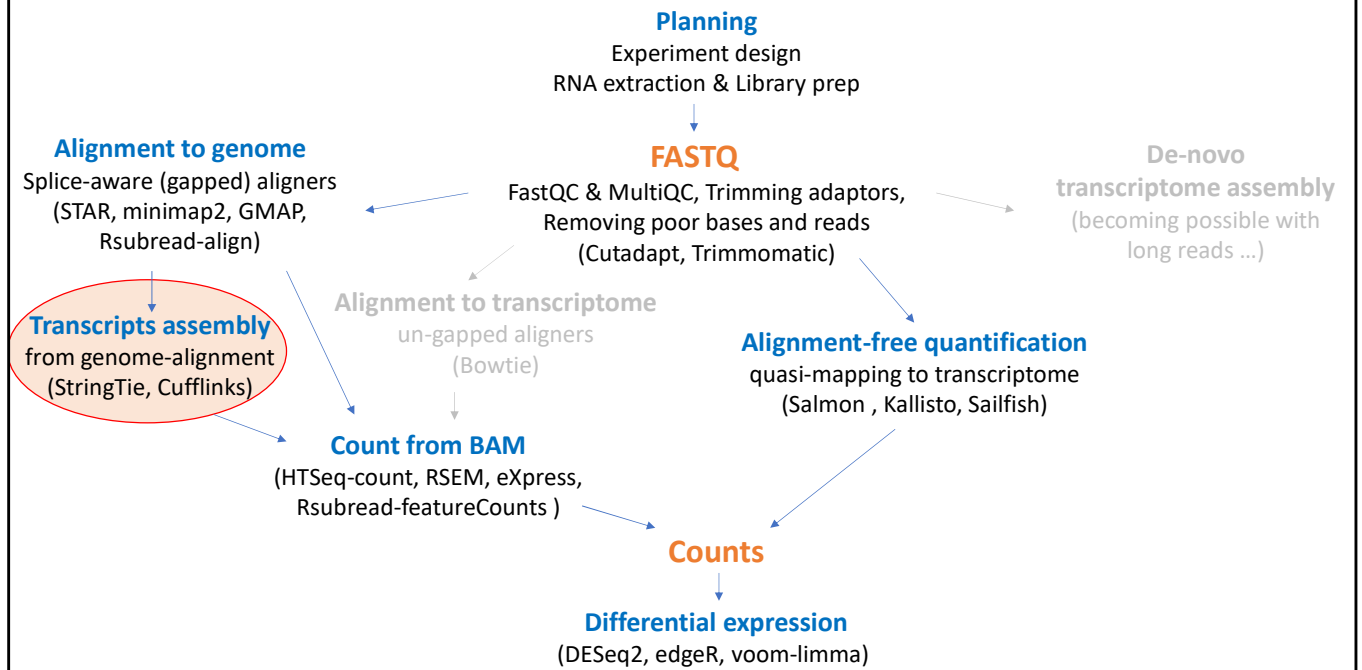 Planning
Experiment design
RNA extraction & Library prep
Alignment to genome
Splice-aware (gapped) aligners
(STAR, minimap2, GMAP,
Rsubread-align)
FASTQ
FastQC & MultiQC, Trimming adaptors,
Removing poor bases and reads
(Cutadapt, Trimmomatic)
De-novo
transcriptome assembly
(becoming possible with
long reads …)
Transcripts assembly
from genome-alignment
(StringTie, Cufflinks)
Alignment to transcriptome
un-gapped aligners
(Bowtie)
Alignment-free quantification
quasi-mapping to transcriptome
(Salmon , Kallisto, Sailfish)
Count from BAM
(HTSeq-count, RSEM, eXpress,
Rsubread-featureCounts )
Counts
Differential expression
(DESeq2, edgeR, voom-limma)